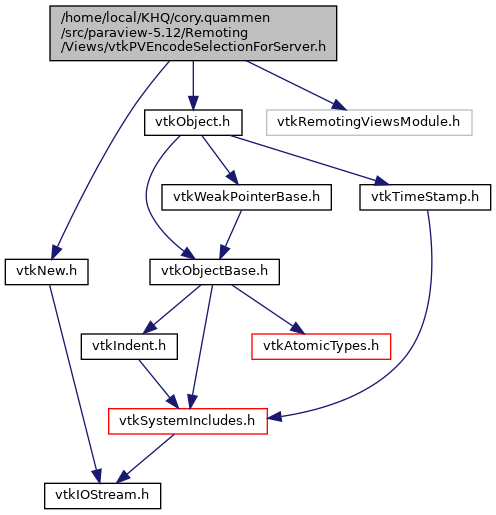 /home/local/KHQ/cory.quammen
/src/paraview-5.12/Remoting
/Views/vtkPVEncodeSelectionForServer.h
vtkObject.h
vtkRemotingViewsModule.h
vtkWeakPointerBase.h
vtkTimeStamp.h
vtkNew.h
vtkObjectBase.h
vtkIndent.h
vtkAtomicTypes.h
vtkSystemIncludes.h
vtkIOStream.h